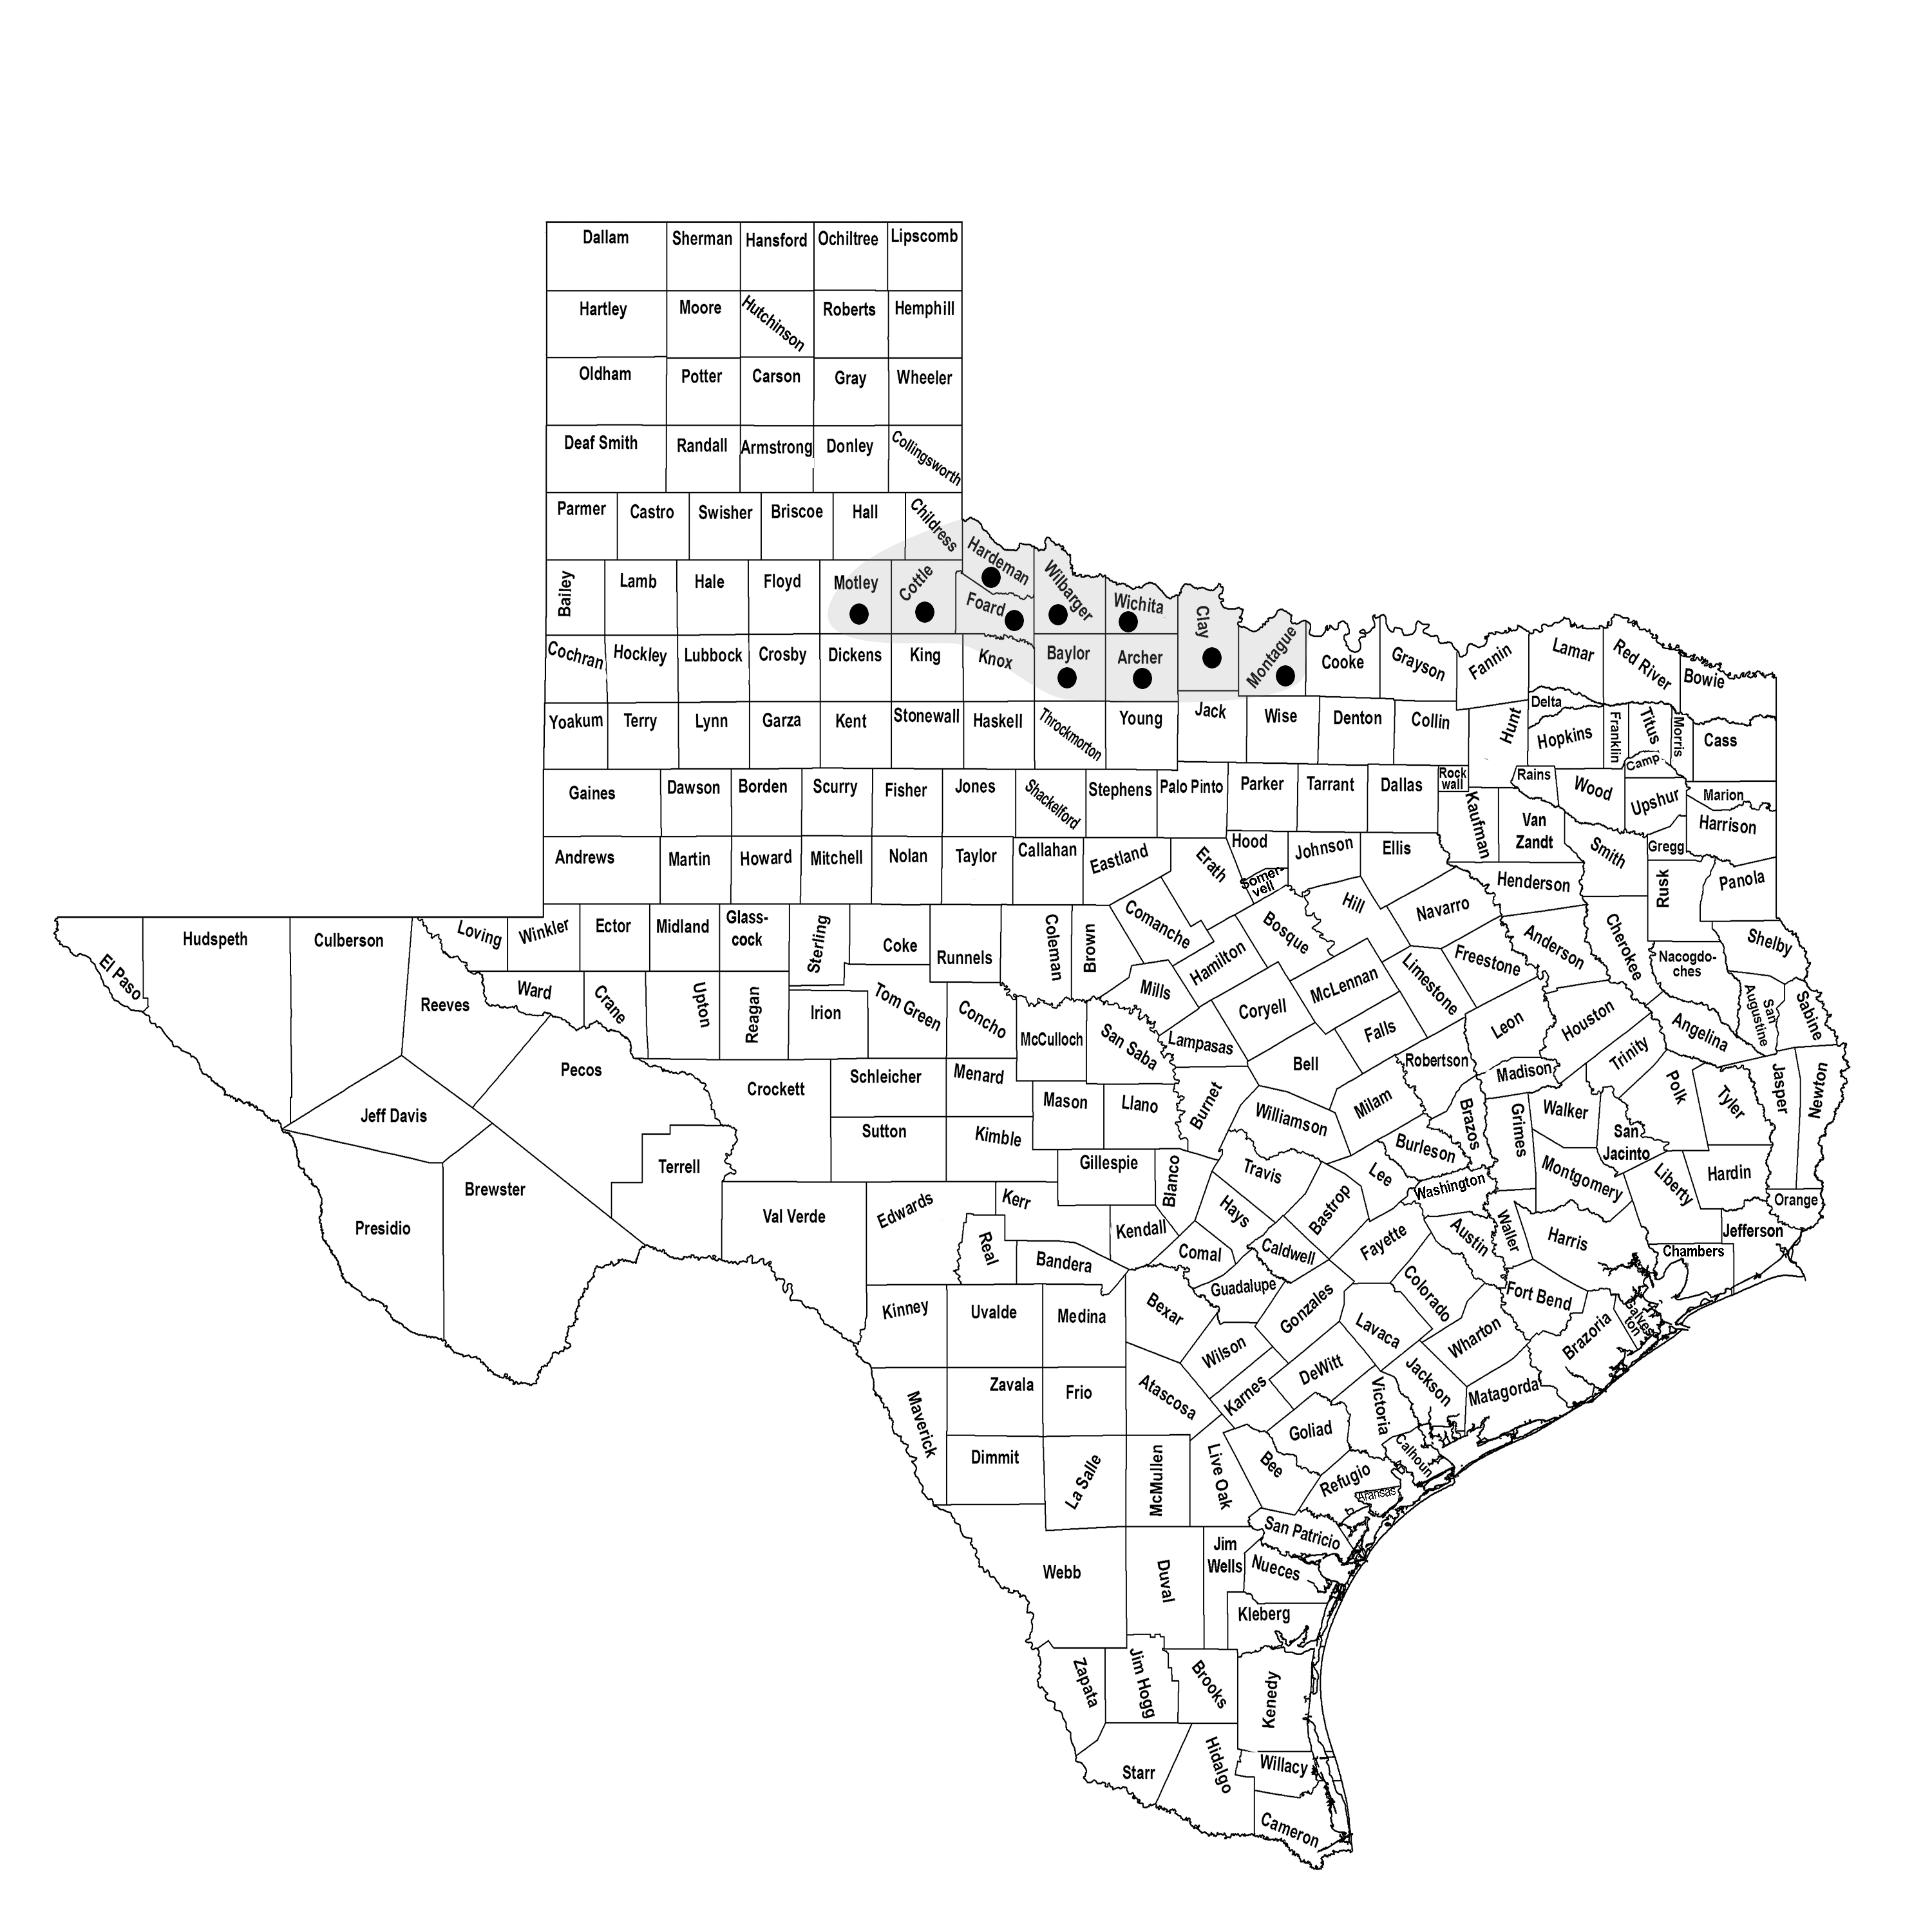 Dallam
Sherman
Hansford
Ochiltree
Lipscomb
Hartley
Moore
Hutchinson
Roberts
Hemphill
Oldham
Potter
Carson
Gray
Wheeler
Deaf Smith
Randall
Armstrong
Donley
Collingsworth
Parmer
Castro
Swisher
Briscoe
Hall
Childress
Hardeman
Bailey
Lamb
Hale
Floyd
Motley
Cottle
Foard
Wilbarger
Wichita
Clay
Montague
Cooke
Grayson
Fannin
Lamar
Red River
Bowie
Cochran
Hockley
Lubbock
Crosby
Dickens
King
Knox
Baylor
Archer
Yoakum
Terry
Lynn
Garza
Kent
Stonewall
Haskell
Throckmorton
Young
Jack
Wise
Denton
Collin
Hunt
Delta
Hopkins
Franklin
Titus
Morris
Cass
Camp
Gaines
Dawson
Borden
Scurry
Fisher
Jones
Shackelford
Stephens
Palo Pinto
Parker
Tarrant
Dallas
Rock
wall
Kaufman
Rains
Wood
Upshur
Marion
Harrison
Van
Zandt
Smith
Gregg
Andrews
Martin
Howard
Mitchell
Nolan
Taylor
Callahan
Eastland
Erath
Hood
Somer-
vell
Johnson
Ellis
Henderson
Rusk
Panola
El Paso
Hudspeth
Culberson
Reeves
Loving
Winkler
Ector
Midland
Glass-
cock
Sterling
Coke
Runnels
Coleman
Brown
Comanche
Hamilton
Bosque
Hill
Navarro
Anderson
Cherokee
Nacogdo-
ches
Shelby
Ward
Crane
Upton
Reagan
Irion
Tom Green
Concho
McCulloch
San Saba
Mills
Lampasas
Coryell
McLennan
Limestone
Freestone
Falls
Bell
Leon
Houston
Angelina
San
Augustine
Sabine
Trinity
Robertson
Madison
Pecos
Jeff Davis
Crockett
Schleicher
Menard
Mason
Llano
Burnet
Williamson
Milam
Brazos
Grimes
Walker
Polk
Tyler
Jasper
Newton
San
Jacinto
Sutton
Kimble
Gillespie
Blanco
Travis
Lee
Burleson
Washington
Montgomery
Liberty
Hardin
Orange
Jefferson
Presidio
Brewster
Terrell
Val Verde
Edwards
Kerr
Real
Kendall
Bandera
Hays
Comal
Caldwell
Bastrop
Fayette
Austin
Waller
Harris
Chambers
Kinney
Uvalde
Medina
Bexar
Guadalupe
Gonzales
Lavaca
Colorado
Wharton
Fort Bend
Brazoria
Galves
ton
Wilson
Karnes
DeWitt
Victoria
Jackson
Matagorda
Maverick
Zavala
Frio
Atascosa
Goliad
Calhoun
Dimmit
La Salle
McMullen
Live Oak
Bee
Refugio
Aransas
San Patricio
Webb
Duval
Jim
Wells
Nueces
Kleberg
Zapata
Jim Hogg
Brooks
Kenedy
Starr
Hidalgo
Willacy
Cameron